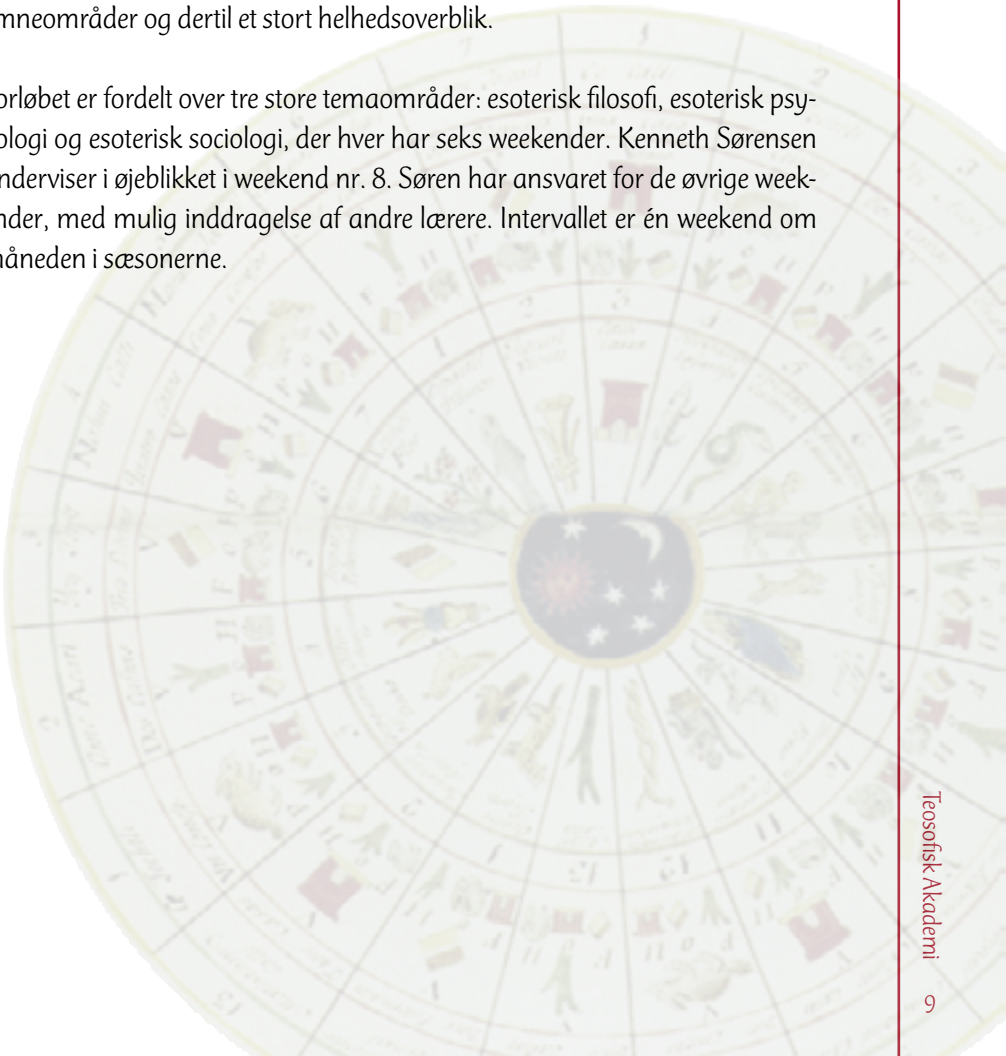 mneområder og dertil et stort helhedsoverblik.
orløbet er fordelt over tre store temaområder: esoterisk filosofi, esoterisk psy-
ologi og esoterisk sociologi, der hver har seks weekender. Kenneth Sørensen
nderviser i øjeblikket i weekend nr. 8. Søren har ansvaret for de øvrige week-
nder, med mulig inddragelse af andre lærere. Intervallet er én weekend om
måneden i sæsonerne.
Teosofisk Akademi 9